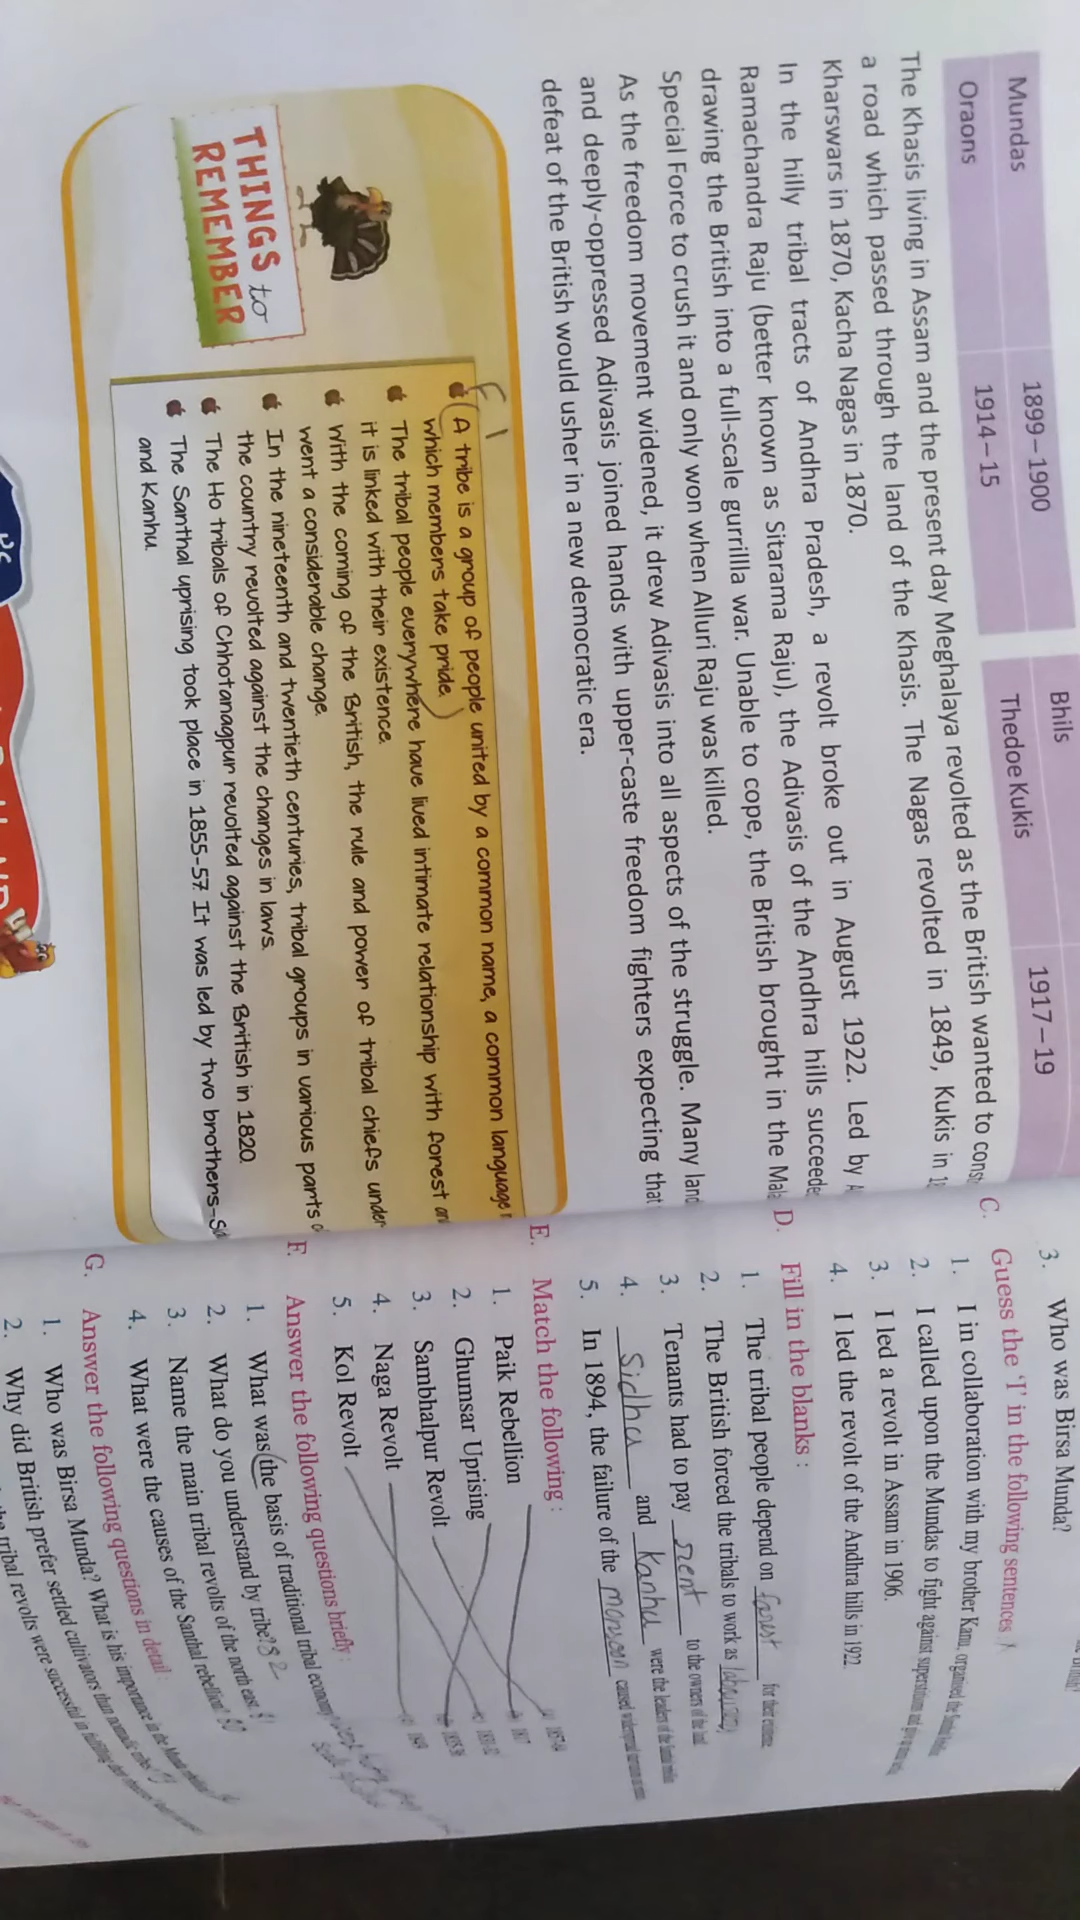 Mundas 1899–1900 Bhils 1917–19
Oraons 1914–15 Thedoe Kukis
The Khasis living in Assam and the present day Meghalaya revolted as the British wanted to
a road which passed through the land of the Khasis. The Nagas revolted in 1849, Kukis in
Kharswars in 1870, Kacha Nagas in 1870.
In the hilly tribal tracts of Andhra Pradesh, a revolt broke out in August 1922. Led by
Ramachandra Raju (better known as Sitarama Raju), the Adivasis of the Andhra hills succeede
drawing the British into a full-scale gurrilla war. Unable to cope, the British brought in the
Special Force to crush it and only won when Alluri Raju was killed.
As the freedom movement widened, it drew Adivasis into all aspects of the struggle. Many
and deeply-oppressed Adivasis joined hands with upper-caste freedom fighters expecting that
defeat of the British would usher in a new democratic era.
THINGS to
REMEMBER
A tribe is a group of people united by a common name, a common language
which members take pride.
The tribal people everywhere have lived intimate relationship with forest
it is linked with their existence.
With the coming of the British, the rule and power of tribal chiefs under
went a considerable change.
In the nineteenth and twentieth centuries, tribal groups in various parts
the country revolted against the changes in laws.
The Ho tribals of Chhotanagpur revolted against the British in 1820.
The Santhal uprising took place in 1855-57. It was led by two brothers-
and Kanhu.
3. Who was Birsa Munda?
C. Guess the 'I' in the following sentences
1. I in collaboration with my brother Kanu, organised the
2. I called upon the Mundas to fight against superstitions and
3. I led a revolt in Assam in 1906.
4. I led the revolt of the Andhra hills in 1922.
D. Fill in the blanks :
1. The tribal people depend on forest for their existence.
2. The British forced the tribals to work as
3. Tenants had to pay rent to the owners of the land.
4. Sidhu and Kanhu were the leaders of the
5. In 1894, the failure of the monsoon caused
E. Match the following :
1. Paik Rebellion
2. Ghumsar Uprising 1817
3. Sambhalpur Revolt
4. Naga Revolt
5. Kol Revolt 1849
F. Answer the following questions briefly :
1. What was the basis of traditional tribal economy
2. What do you understand by tribe?
3. Name the main tribal revolts of the north east.
4. What were the causes of the Santhal rebellion?
G. Answer the following questions in detail :
1. Who was Birsa Munda? What is his importance in the
2. Why did British prefer settled cultivators than nomadic
tribal revolts were successful in